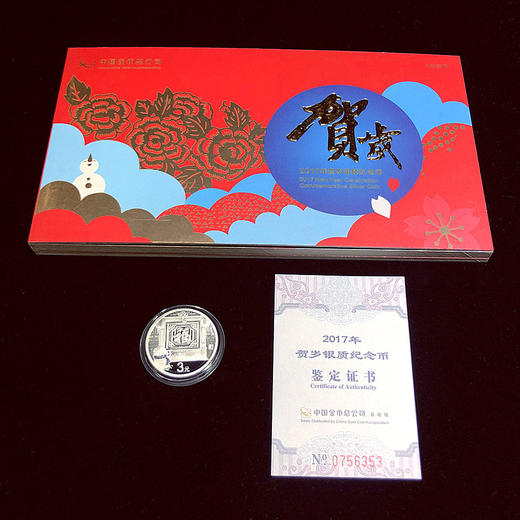 中国金币总公司
賀歲
2017年贺岁银质纪念币
2017 New Year Celebration
Commemorative Silver Coin
福
3元
2017年
贺岁银质纪念币
鉴定证书
Certificate of Authenticity
中国金币总公司
Solely Distributed by China Gold Coin Incorporation
No 0756353